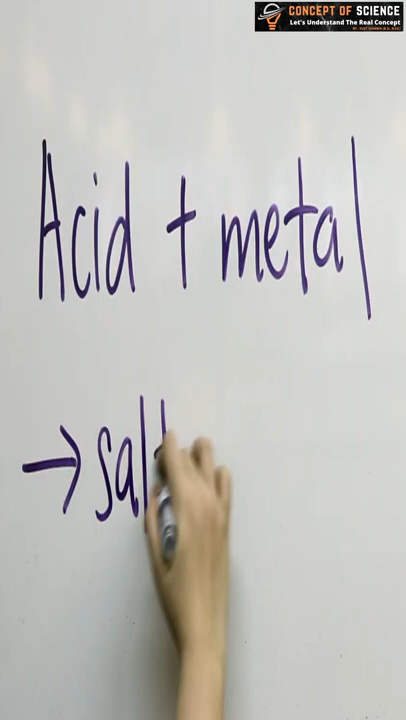 CONCEPT OF SCIENCE
Let's Understand The Real Concept
Acid + metal
→ salt